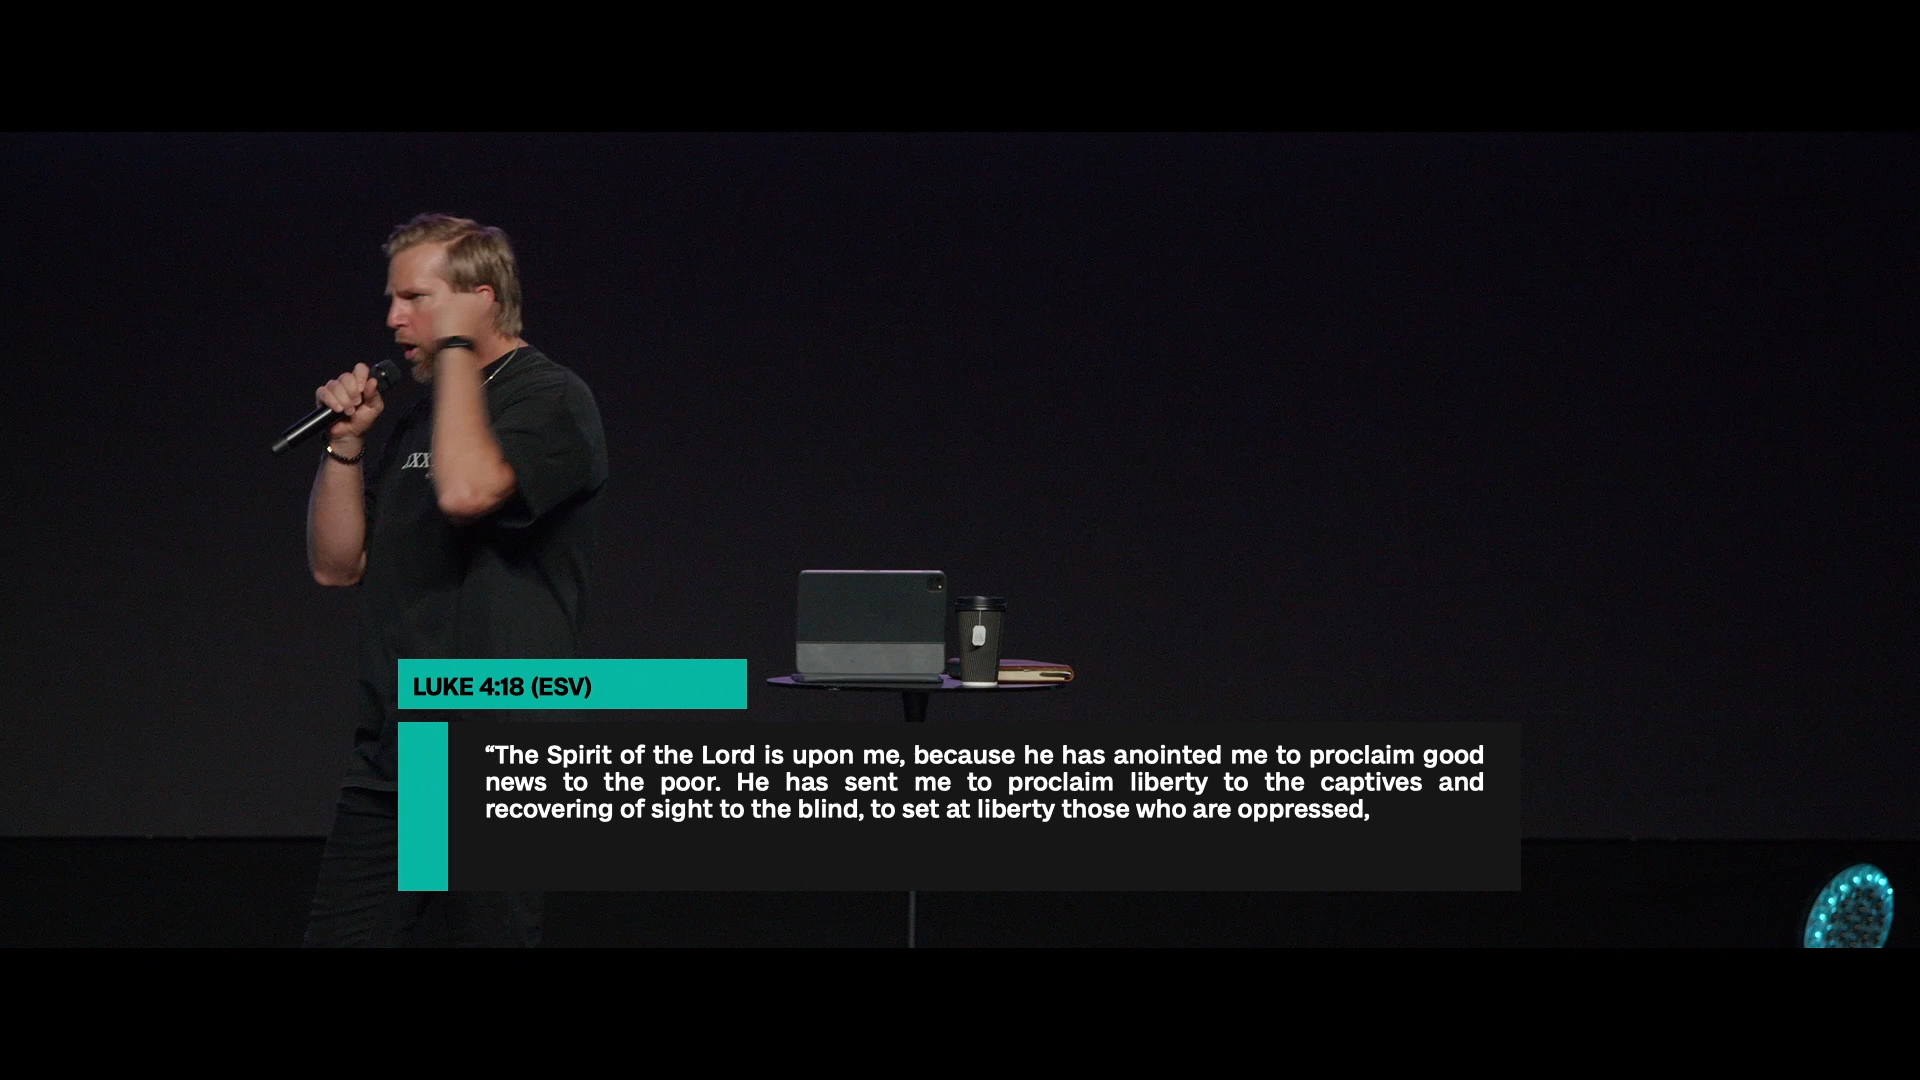 LUKE 4:18 (ESV)
“The Spirit of the Lord is upon me, because he has anointed me to proclaim good
news to the poor. He has sent me to proclaim liberty to the captives and
recovering of sight to the blind, to set at liberty those who are oppressed,